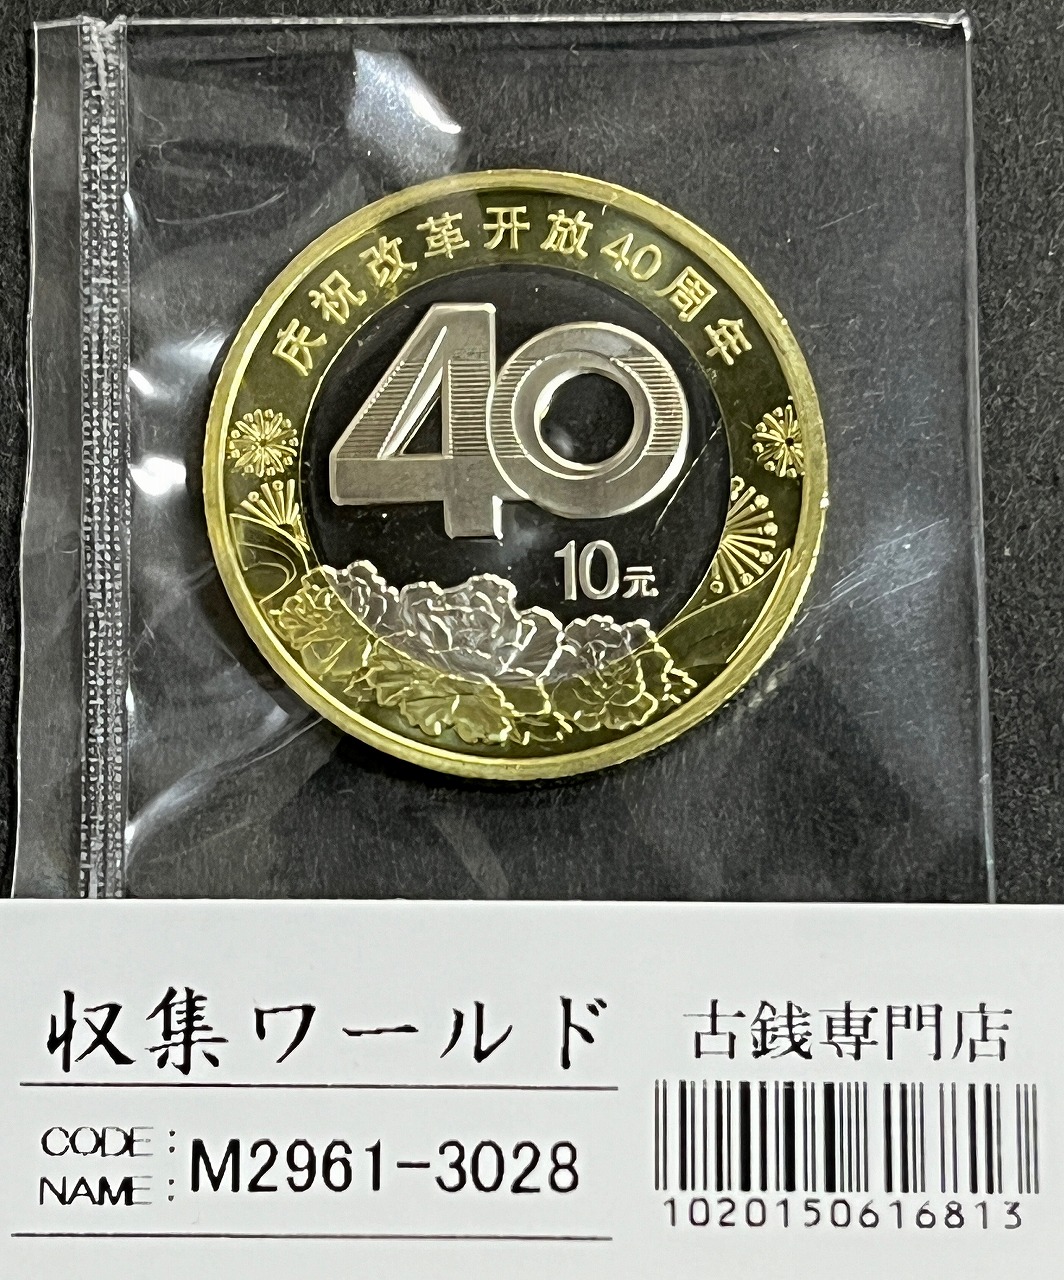 庆祝改革开放40周年
40
10元
収集ワールド
古銭専門店
CODE:
NAME:
M2961-3028
1020150616813